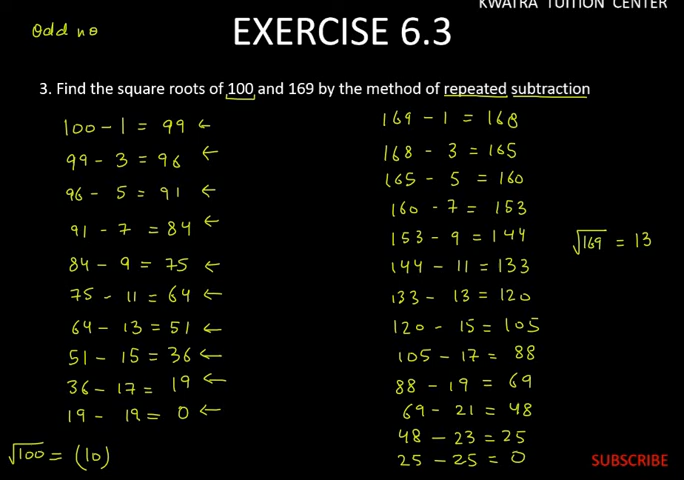 KWATRA TUITION CENTER
Odd no
EXERCISE 6.3
3. Find the square roots of 100 and 169 by the method of repeated subtraction
100 - 1 = 99 ←
99 - 3 = 96 ←
96 - 5 = 91 ←
91 - 7 = 84 ←
84 - 9 = 75 ←
75 - 11 = 64 ←
64 - 13 = 51 ←
51 - 15 = 36 ←
36 - 17 = 19 ←
19 - 19 = 0 ←
√100 = (10)
169 - 1 = 168
168 - 3 = 165
165 - 5 = 160
160 - 7 = 153
153 - 9 = 144
144 - 11 = 133
133 - 13 = 120
120 - 15 = 105
105 - 17 = 88
88 - 19 = 69
69 - 21 = 48
48 - 23 = 25
25 - 25 = 0
√169 = 13
SUBSCRIBE